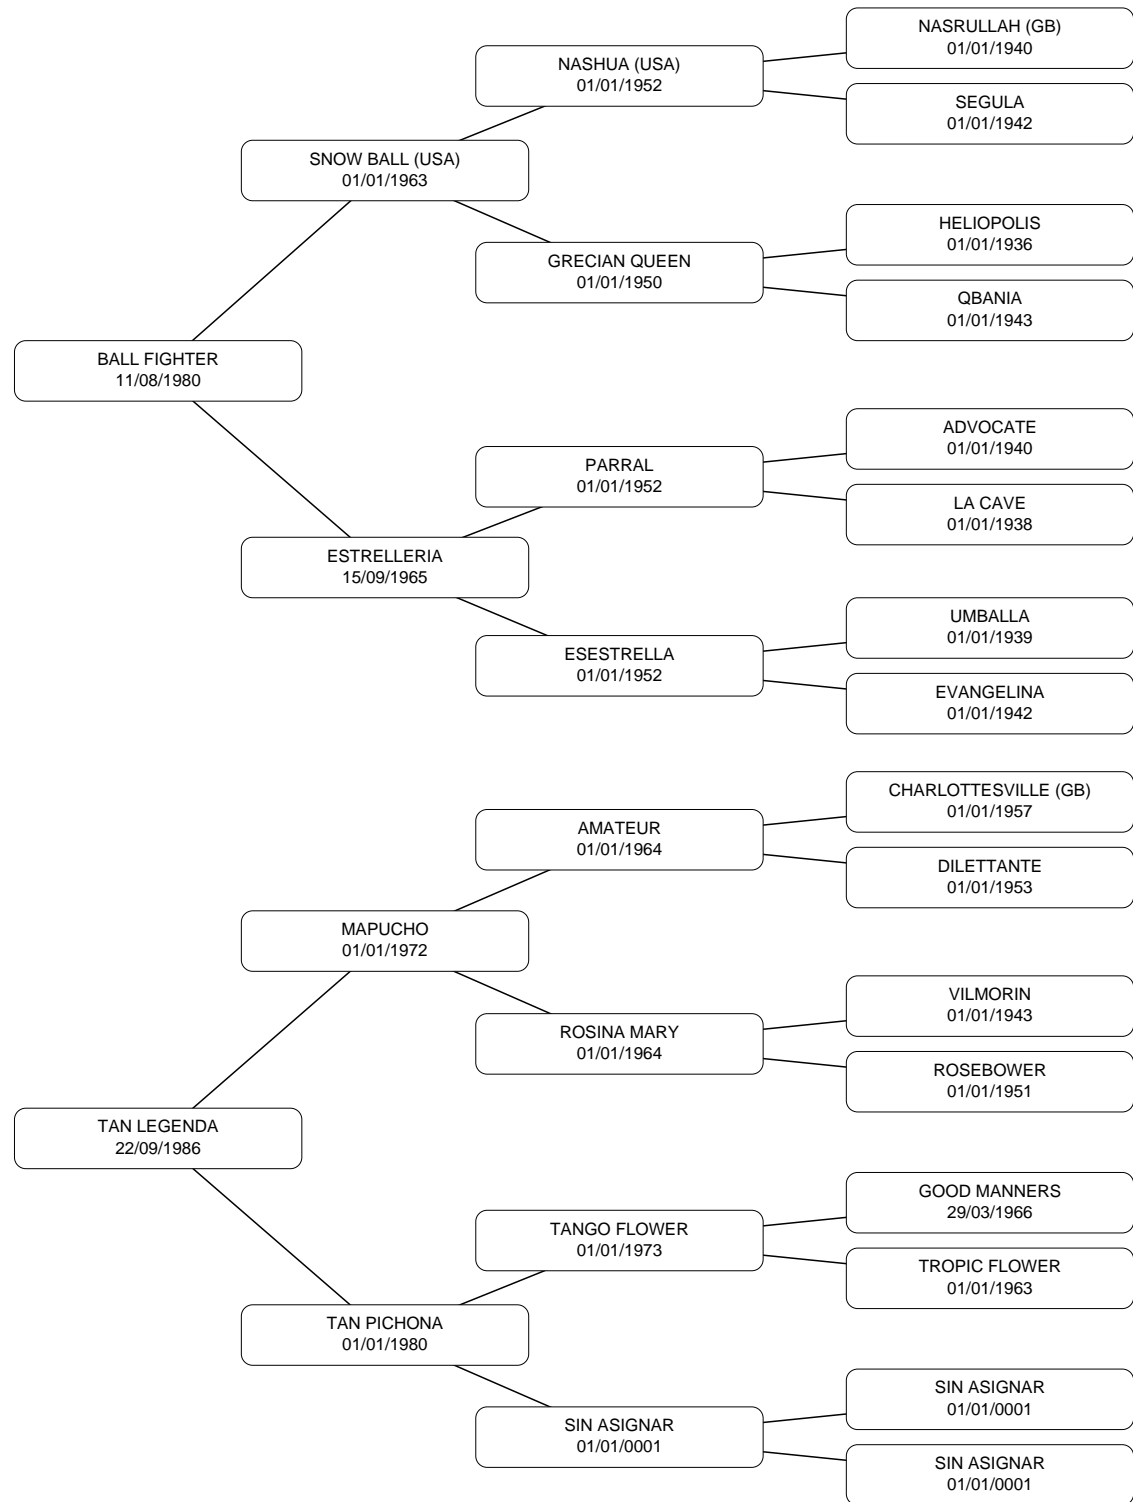 NASRULLAH (GB)
01/01/1940
NASHUA (USA)
01/01/1952
SEGULA
01/01/1942
SNOW BALL (USA)
01/01/1963
HELIOPOLIS
01/01/1936
GRECIAN QUEEN
01/01/1950
QBANIA
01/01/1943
BALL FIGHTER
11/08/1980
ADVOCATE
01/01/1940
PARRAL
01/01/1952
LA CAVE
01/01/1938
ESTRELLERIA
15/09/1965
UMBALLA
01/01/1939
ESESTRELLA
01/01/1952
EVANGELINA
01/01/1942
CHARLOTTESVILLE (GB)
01/01/1957
AMATEUR
01/01/1964
DILETTANTE
01/01/1953
MAPUCHO
01/01/1972
VILMORIN
01/01/1943
ROSINA MARY
01/01/1964
ROSEBOWER
01/01/1951
TAN LEGENDA
22/09/1986
GOOD MANNERS
29/03/1966
TANGO FLOWER
01/01/1973
TROPIC FLOWER
01/01/1963
TAN PICHONA
01/01/1980
SIN ASIGNAR
01/01/0001
SIN ASIGNAR
01/01/0001
SIN ASIGNAR
01/01/0001